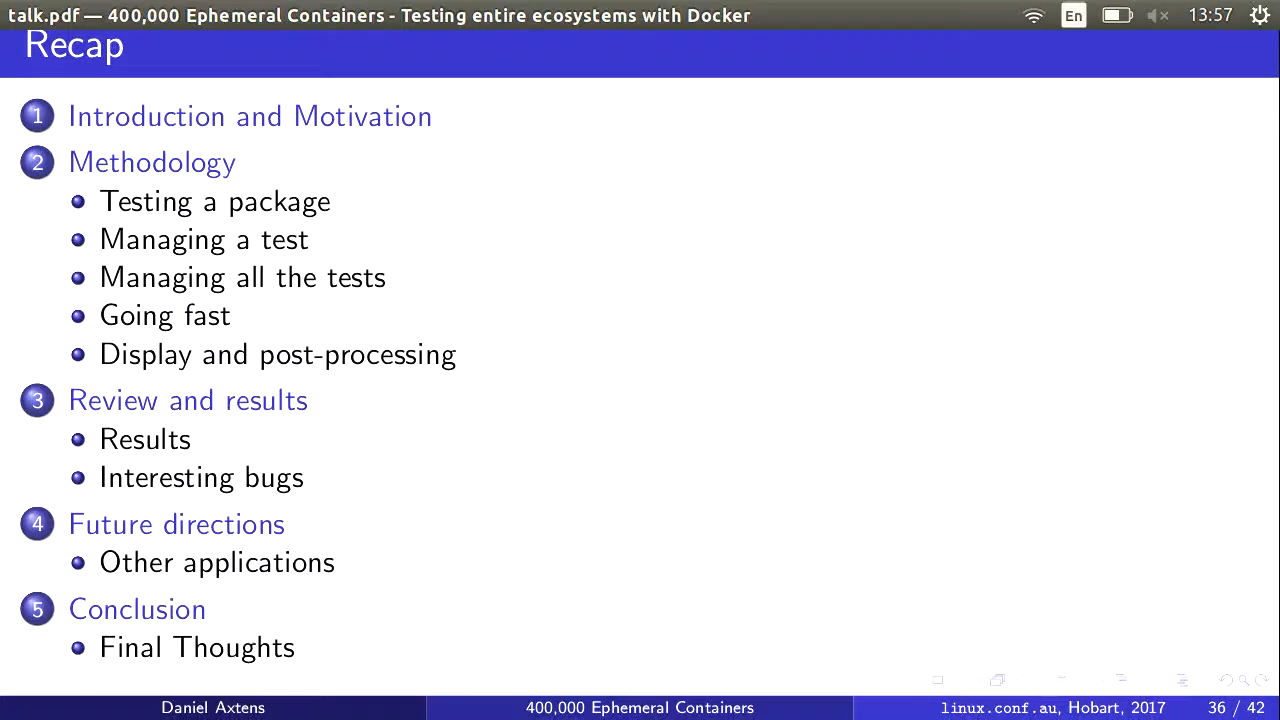 talk.pdf — 400,000 Ephemeral Containers - Testing entire ecosystems with Docker En 13:57
Recap
1 Introduction and Motivation
2 Methodology
Testing a package
Managing a test
Managing all the tests
Going fast
Display and post-processing
3 Review and results
Results
Interesting bugs
4 Future directions
Other applications
5 Conclusion
Final Thoughts
Daniel Axtens 400,000 Ephemeral Containers linux.conf.au, Hobart, 2017 36 / 42